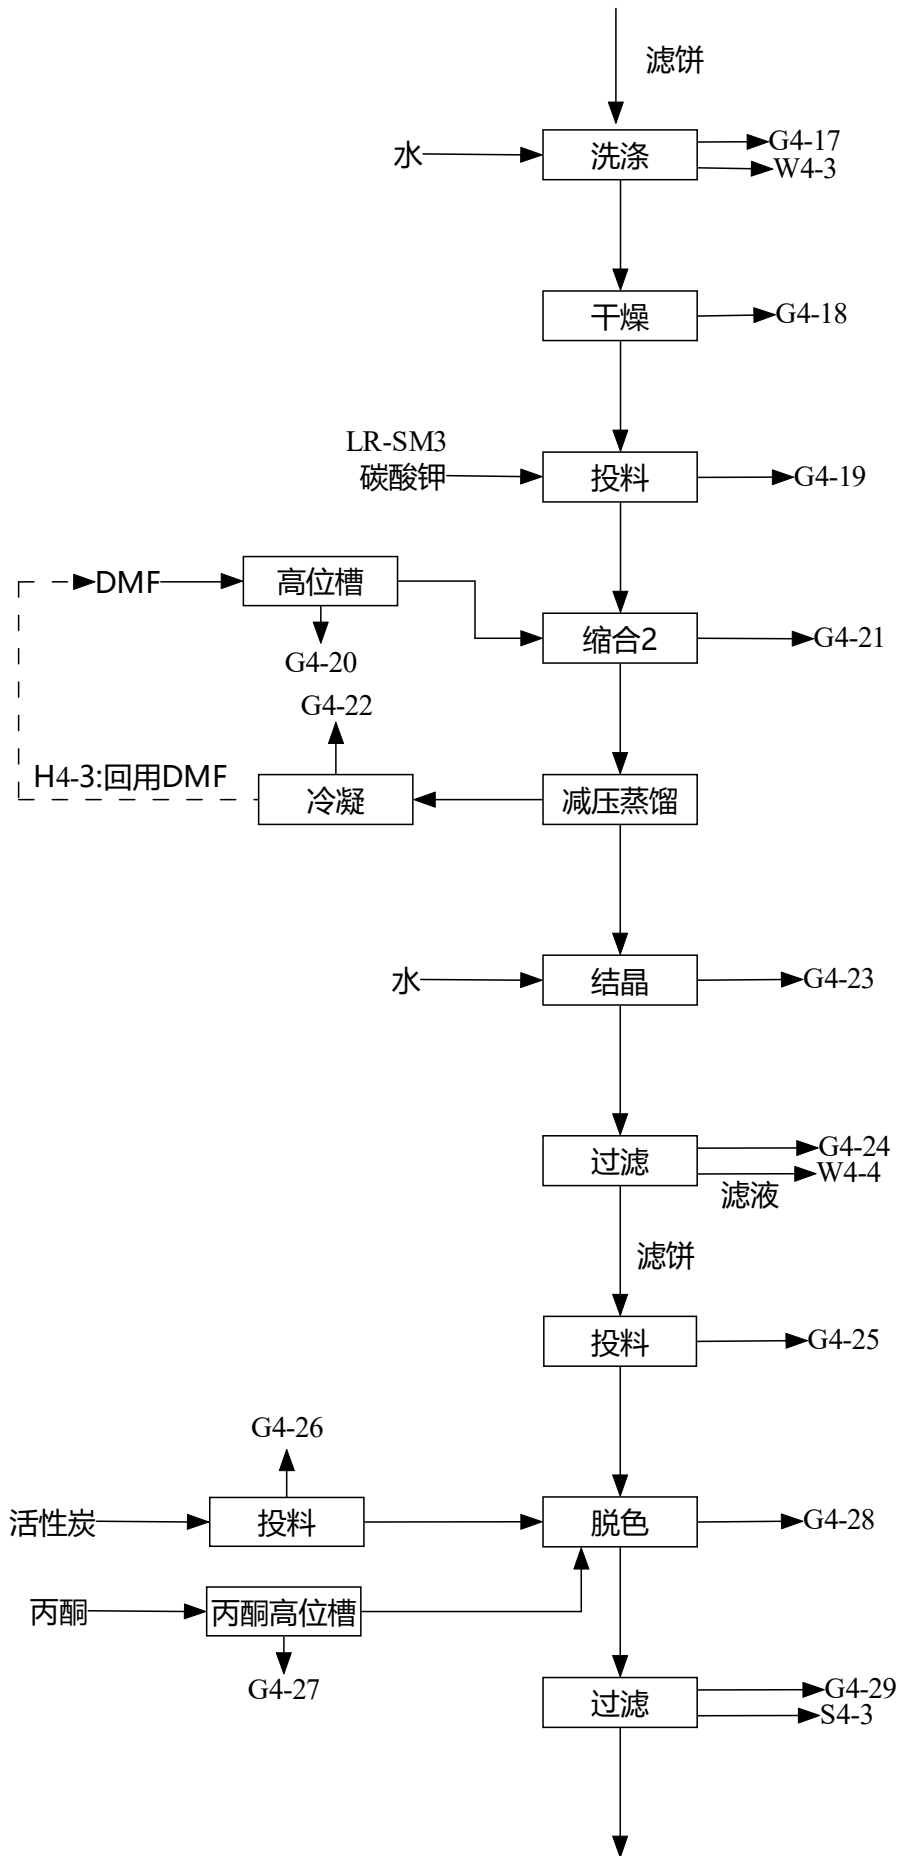 滤饼
水
洗涤
G4-17
W4-3
干燥
G4-18
LR-SM3
碳酸钾
投料
G4-19
DMF
高位槽
G4-20
缩合2
G4-21
G4-22
H4-3:回用DMF
冷凝
减压蒸馏
水
结晶
G4-23
过滤
G4-24
W4-4
滤液
滤饼
投料
G4-25
G4-26
活性炭
投料
脱色
G4-28
丙酮
丙酮高位槽
G4-27
过滤
G4-29
S4-3